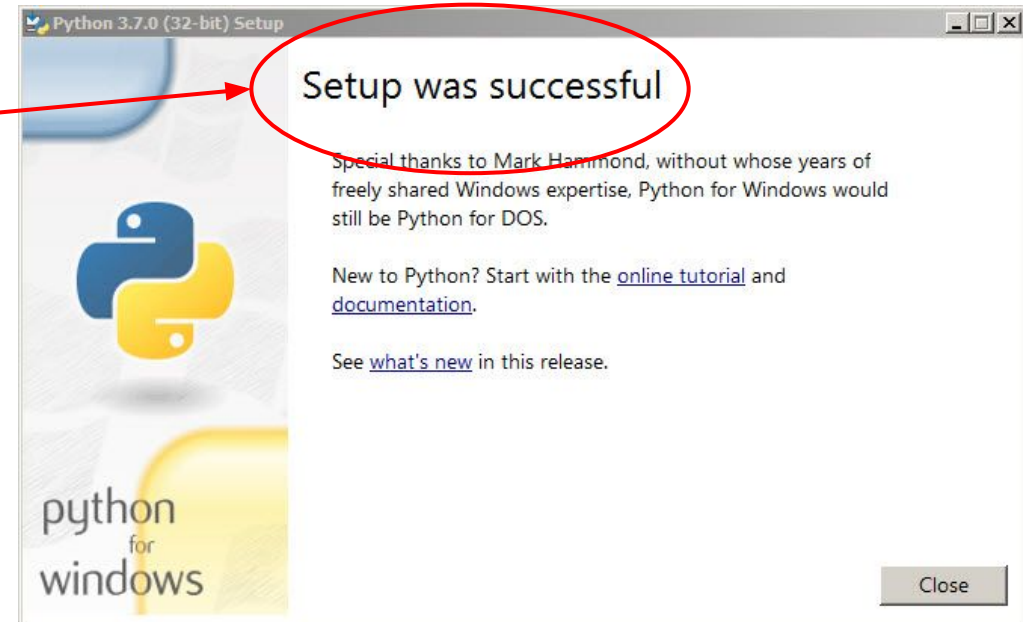 Python 3.7.0 (32-bit) Setup
Setup was successful
Special thanks to Mark Hammond, without whose years of
freely shared Windows expertise, Python for Windows would
still be Python for DOS.
New to Python? Start with the online tutorial and
documentation.
See what's new in this release.
python
for
windows
Close